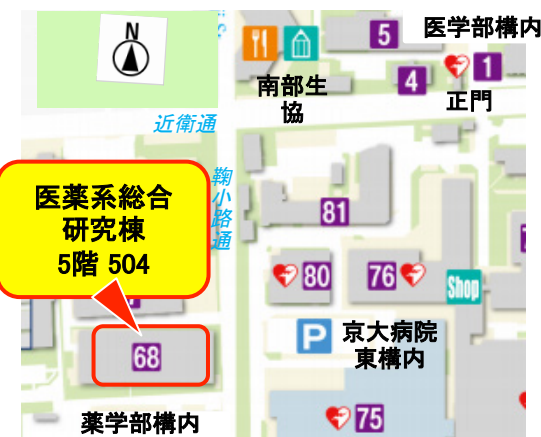 医学部構内
N
5
南部生
協
4
1
正門
近衛通
鞠小路通
医薬系総合
研究棟
5階 504
81
80
76
Shop
68
P
京大病院
東構内
薬学部構内
75